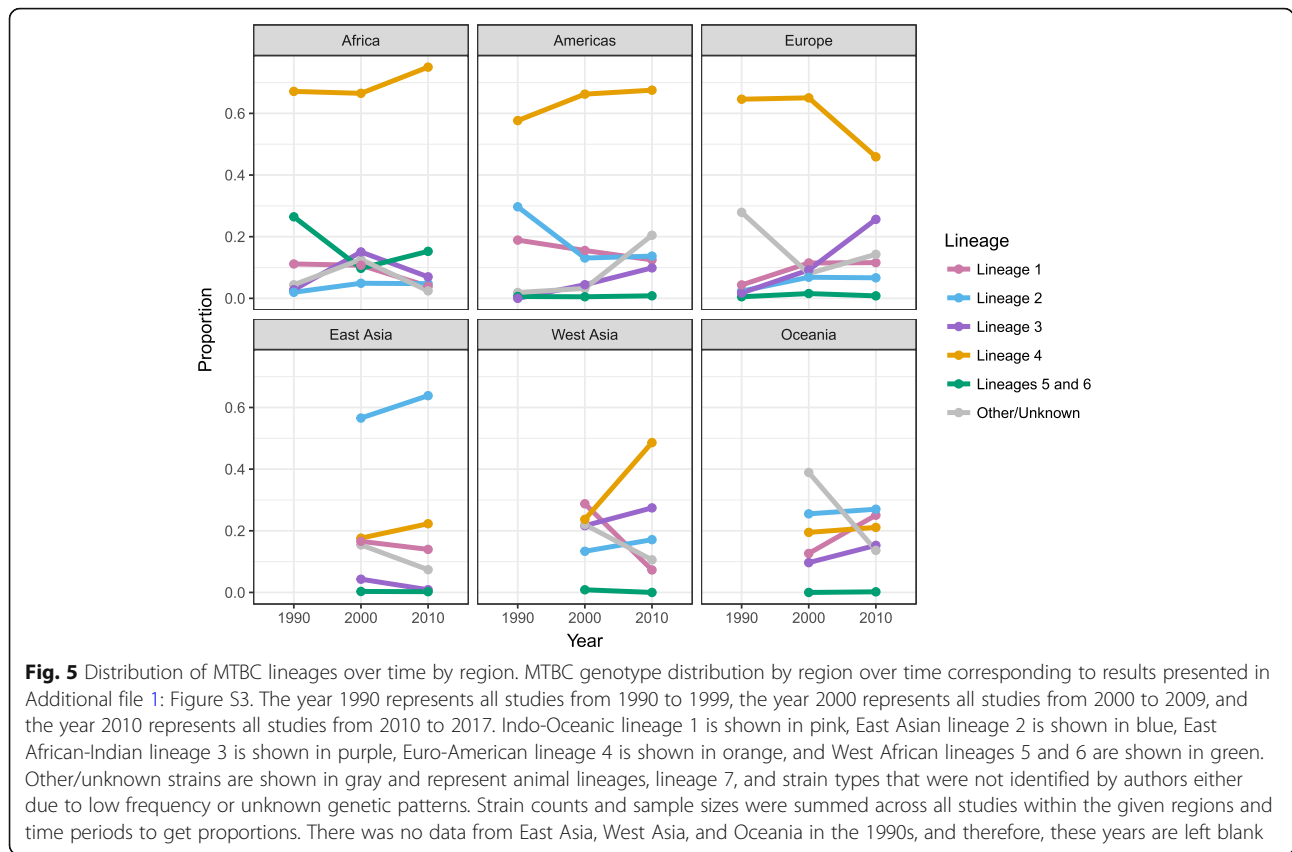 Africa
Americas
Europe
0.6
0.4
0.2
0.0
East Asia
West Asia
Oceania
0.6
0.4
0.2
0.0
1990 2000 2010
1990 2000 2010
1990 2000 2010
Proportion
Year
Lineage
Lineage 1
Lineage 2
Lineage 3
Lineage 4
Lineages 5 and 6
Other/Unknown
Fig. 5 Distribution of MTBC lineages over time by region. MTBC genotype distribution by region over time corresponding to results presented in
Additional file 1: Figure S3. The year 1990 represents all studies from 1990 to 1999, the year 2000 represents all studies from 2000 to 2009, and
the year 2010 represents all studies from 2010 to 2017. Indo-Oceanic lineage 1 is shown in pink, East Asian lineage 2 is shown in blue, East
African-Indian lineage 3 is shown in purple, Euro-American lineage 4 is shown in orange, and West African lineages 5 and 6 are shown in green.
Other/unknown strains are shown in gray and represent animal lineages, lineage 7, and strain types that were not identified by authors either
due to low frequency or unknown genetic patterns. Strain counts and sample sizes were summed across all studies within the given regions and
time periods to get proportions. There was no data from East Asia, West Asia, and Oceania in the 1990s, and therefore, these years are left blank